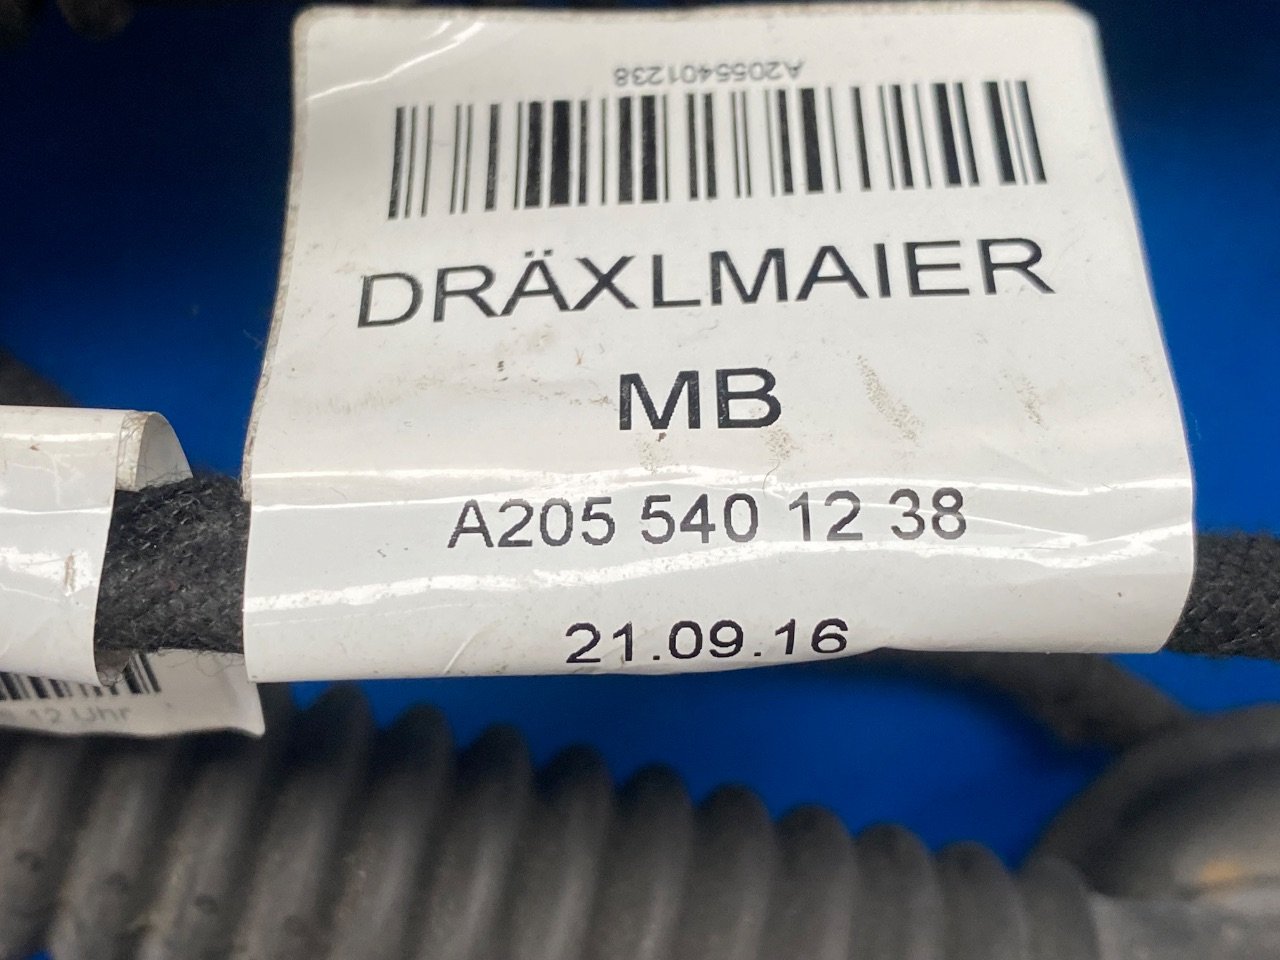 A2055401238
DRÄXLMAIER
MB
A205 540 12 38
21.09.16
12 Uhr